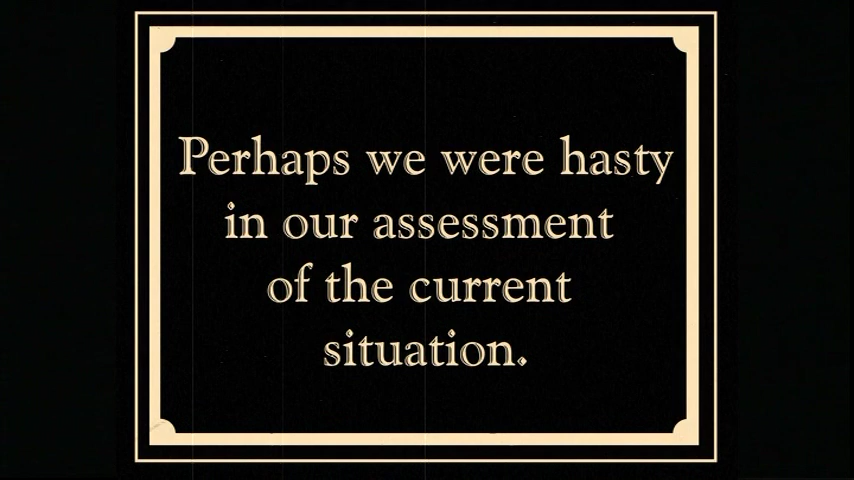 Perhaps we were hasty
in our assessment
of the current
situation.